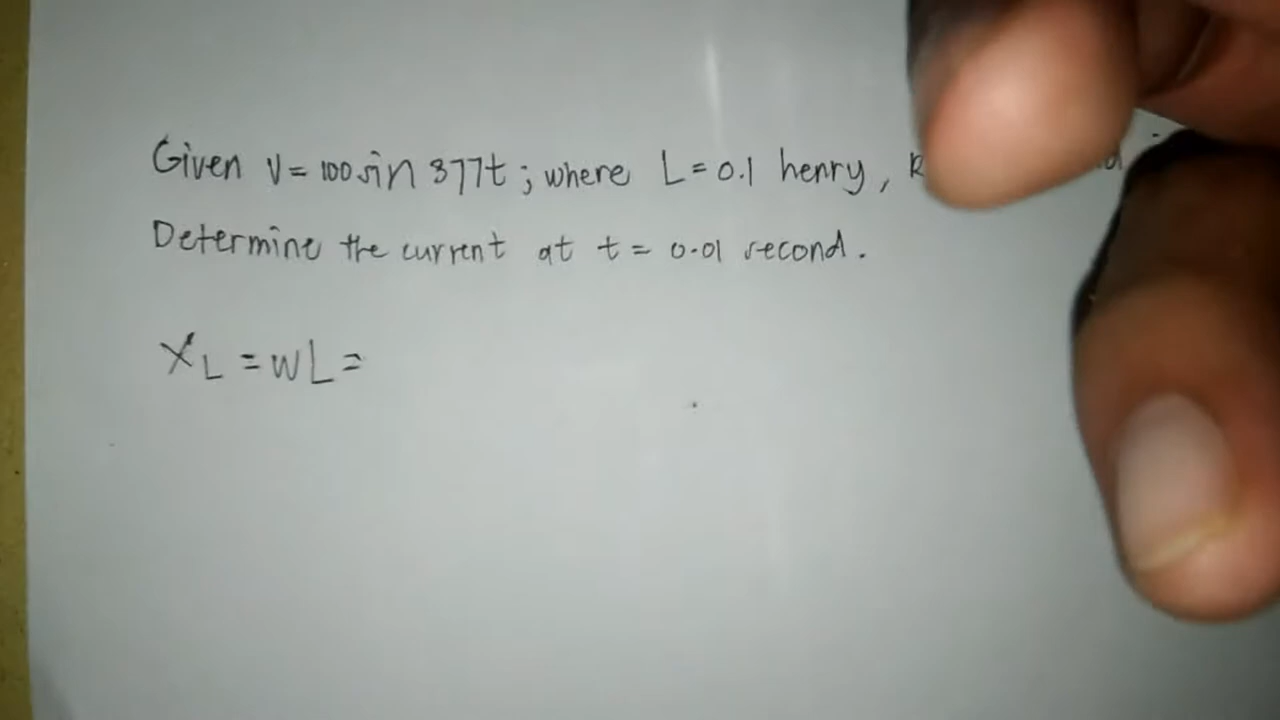 Given V = 100 sin 377t ; where L = 0.1 henry , R
Determine the current at t = 0.01 second .
XL = WL =